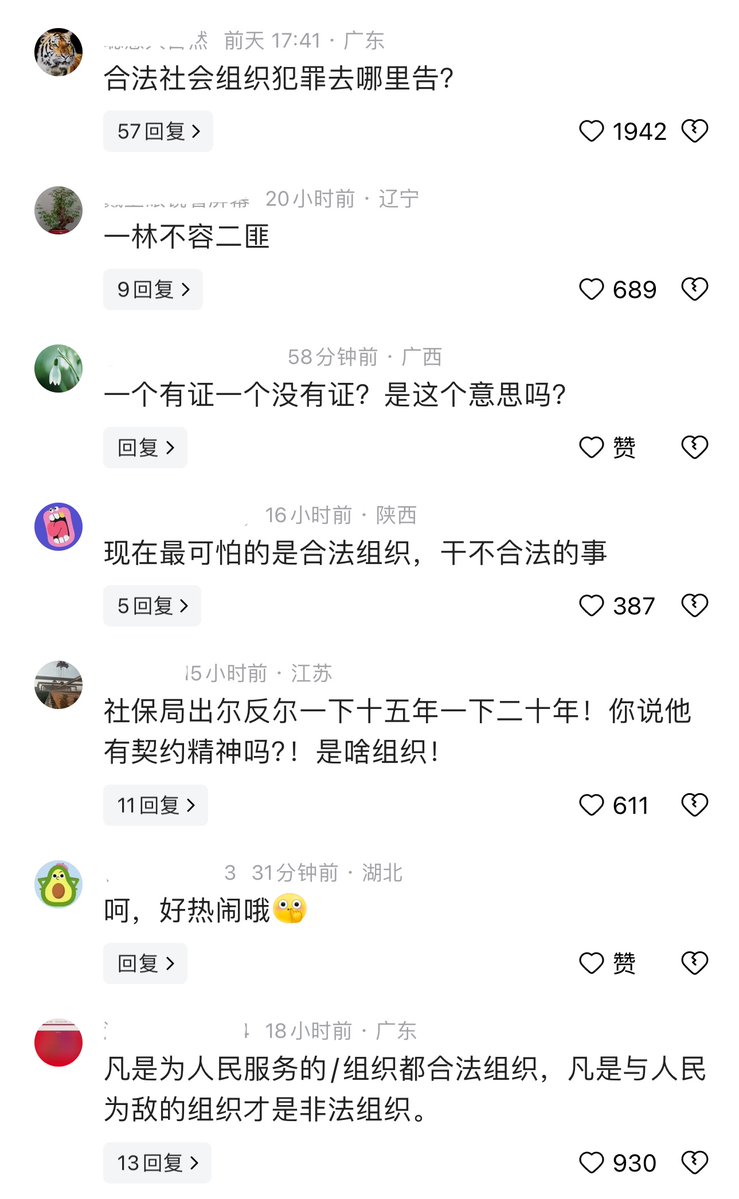 前天 17:41 · 广东
合法社会组织犯罪去哪里告?
57回复
1942
20小时前 · 辽宁
一林不容二匪
9回复
689
58分钟前 · 广西
一个有证一个没有证？是这个意思吗?
回复
赞
16小时前 · 陕西
现在最可怕的是合法组织，干不合法的事
5回复
387
5小时前 · 江苏
社保局出尔反尔一下十五年一下二十年！你说他
有契约精神吗?！是啥组织!
11回复
611
3 31分钟前 · 湖北
呵，好热闹哦
回复
赞
18小时前 · 广东
凡是为人民服务的/组织都合法组织，凡是与人民
为敌的组织才是非法组织。
13回复
930